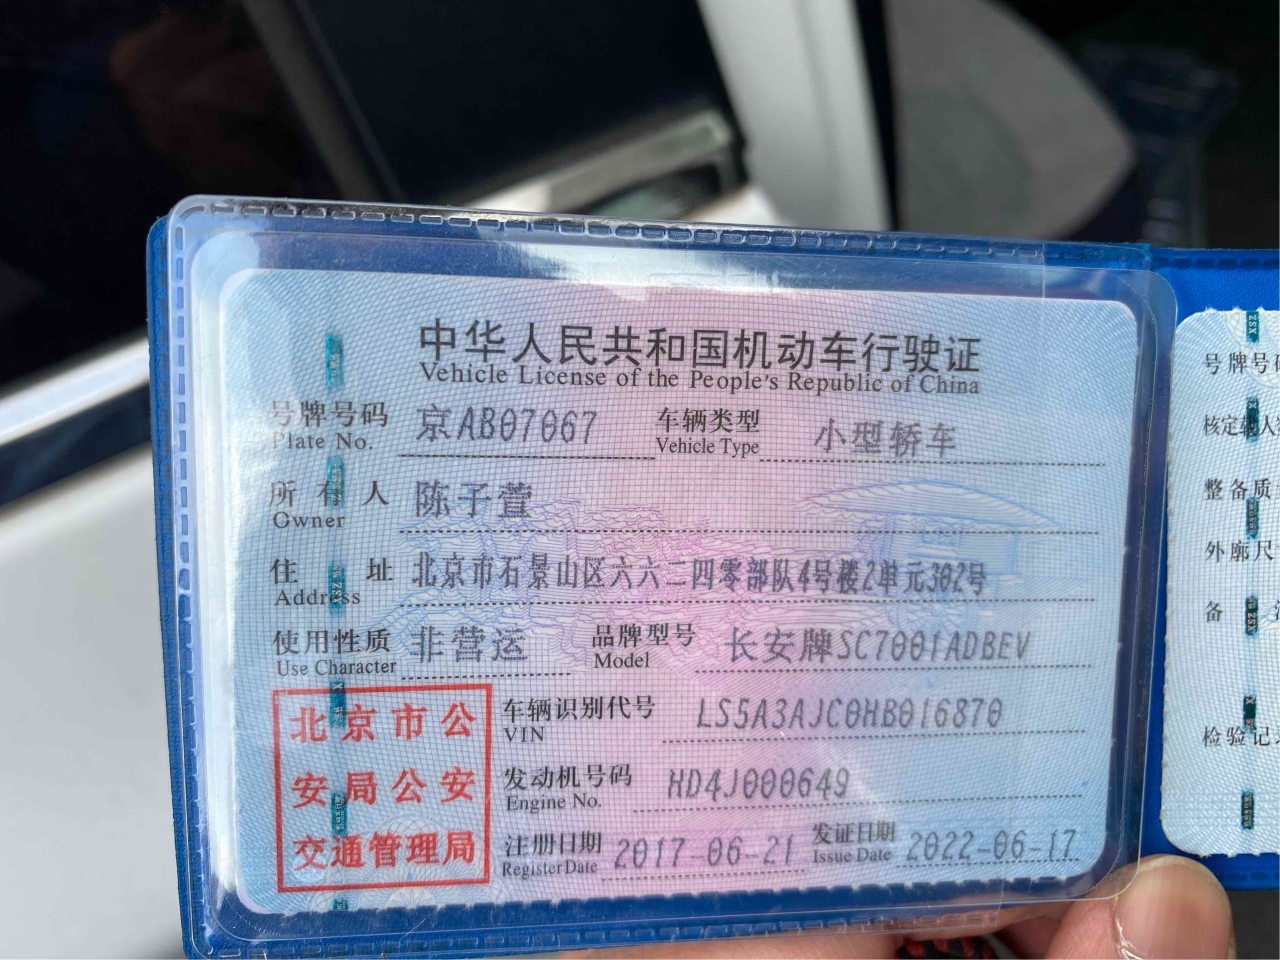 中华人民共和国机动车行驶证
Vehicle License of the People's Republic of China
号牌号码 京AB07067 车辆类型 小型轿车
Plate No. Vehicle Type
所有人 陈子萱
Owner
住址 北京市石景山区六六二四零部队4号楼2单元302号
Address
使用性质 非营运 品牌型号 长安牌SC7001ADBEV
Use Character Model
北京市公
安局公安
交通管理局
车辆识别代号 LS5A3AJC0HB016870
VIN
发动机号码 HD4J000649
Engine No.
注册日期 2017-06-21 发证日期 2022-06-17
Register Date Issue Date
号牌号码
核定载人
整备质
外廓尺
备
检验记